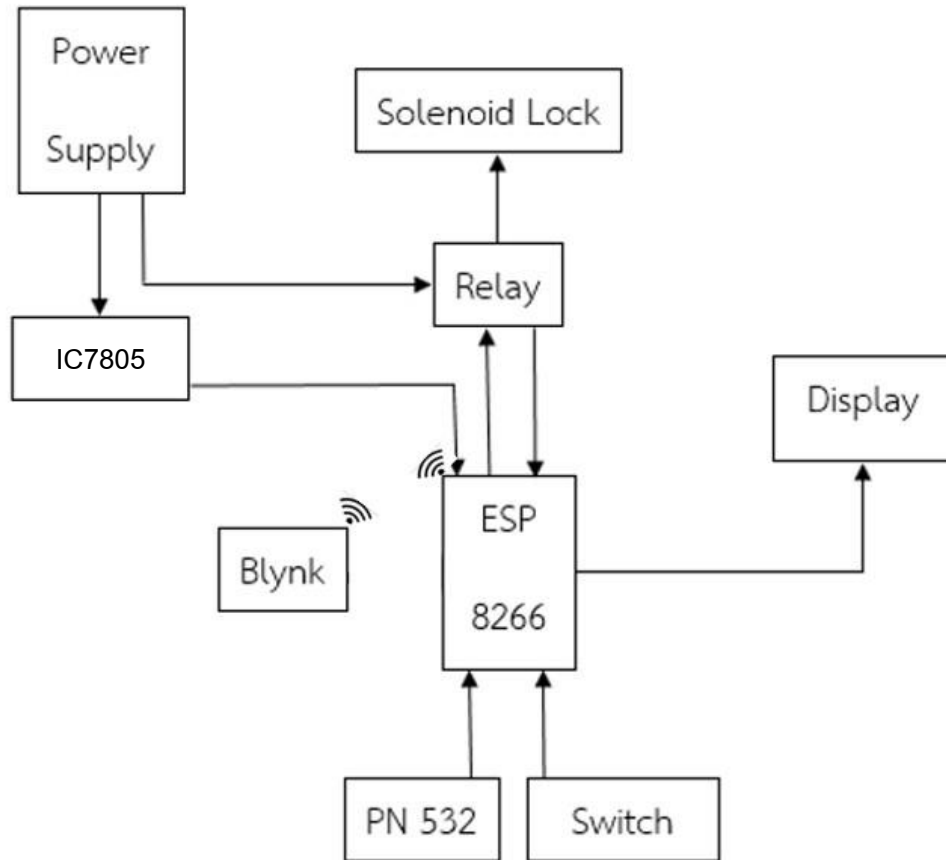 Power
Supply
Solenoid Lock
Relay
IC7805
Display
ESP
8266
Blynk
PN 532
Switch